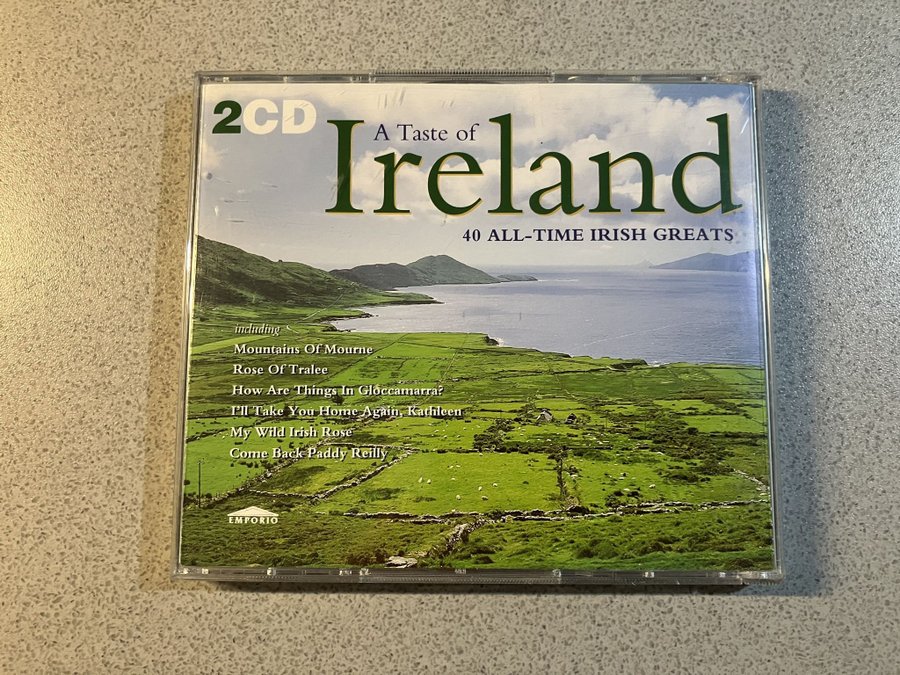 2CD
A Taste of
Ireland
40 ALL-TIME IRISH GREATS
including
Mountains Of Mourne
Rose Of Tralee
How Are Things In Gloccamarra?
I'll Take You Home Again, Kathleen
My Wild Irish Rose
Come Back Paddy Reilly
EMPORIO